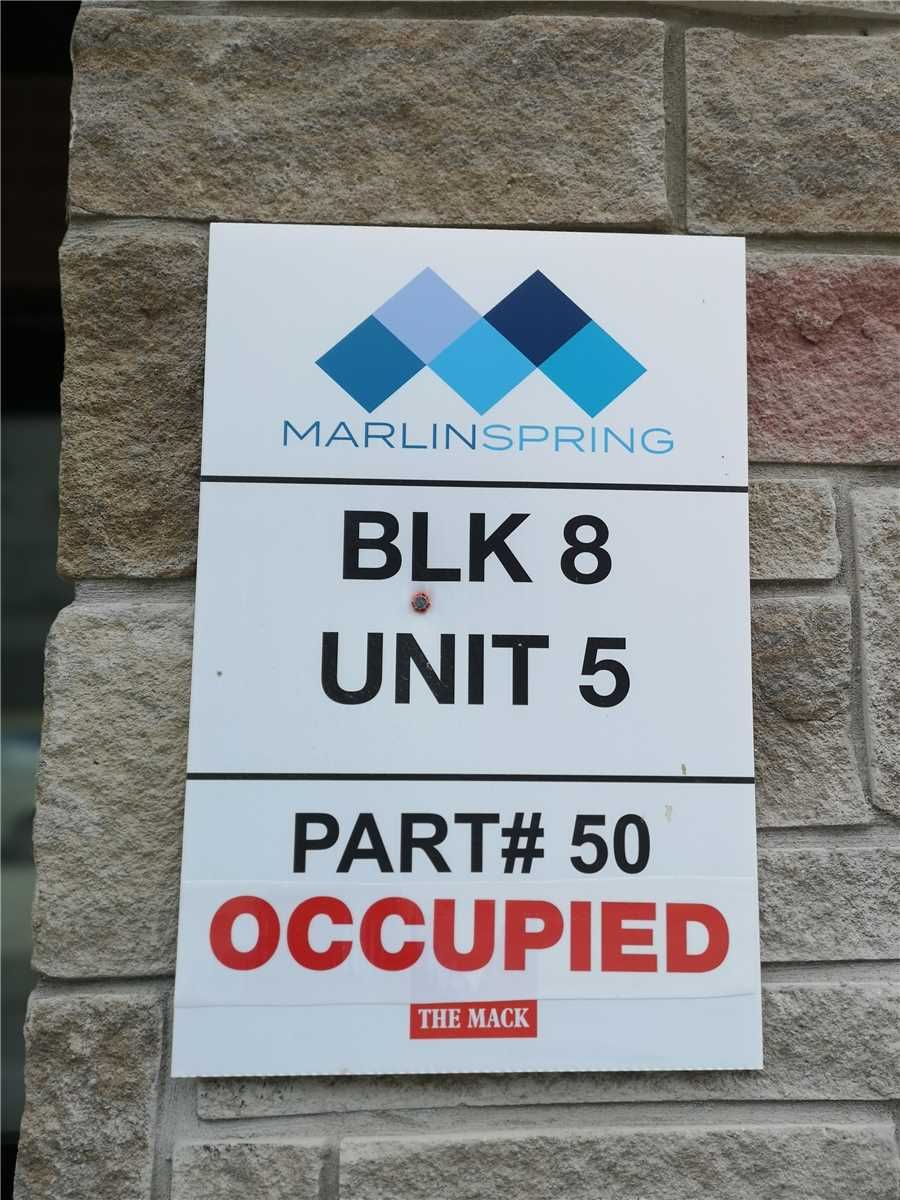 MARLINSPRING
BLK 8
UNIT 5
PART# 50
OCCUPIED
THE MACK